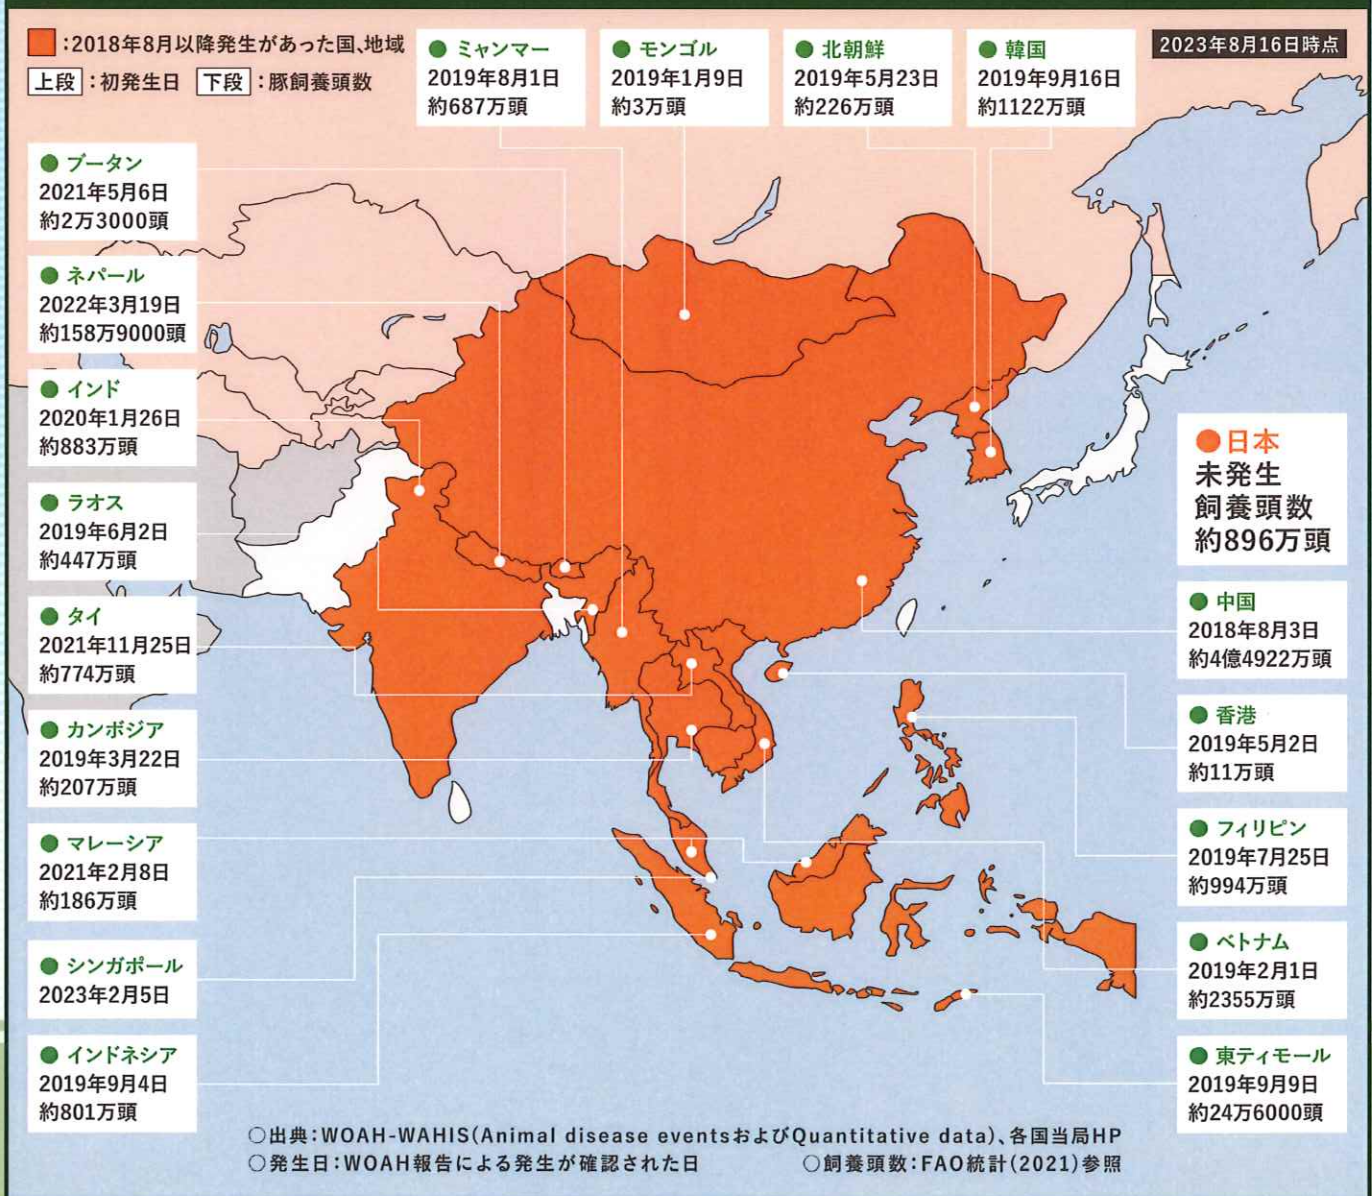 :2018年8月以降発生があった国、地域
上段:初発生日 下段:豚飼養頭数
2023年8月16日時点
●ミャンマー
2019年8月1日
約687万頭
●モンゴル
2019年1月9日
約3万頭
●北朝鮮
2019年5月23日
約226万頭
●韓国
2019年9月16日
約1122万頭
●ブータン
2021年5月6日
約2万3000頭
●ネパール
2022年3月19日
約158万9000頭
●インド
2020年1月26日
約883万頭
●ラオス
2019年6月2日
約447万頭
●タイ
2021年11月25日
約774万頭
●カンボジア
2019年3月22日
約207万頭
●マレーシア
2021年2月8日
約186万頭
●シンガポール
2023年2月5日
●インドネシア
2019年9月4日
約801万頭
●日本
未発生
飼養頭数
約896万頭
●中国
2018年8月3日
約4億4922万頭
●香港
2019年5月2日
約11万頭
●フィリピン
2019年7月25日
約994万頭
●ベトナム
2019年2月1日
約2355万頭
●東ティモール
2019年9月9日
約24万6000頭
○出典:WOAH-WAHIS(Animal disease eventsおよびQuantitative data)、各国当局HP
○発生日:WOAH報告による発生が確認された日 ○飼養頭数:FAO統計(2021)参照